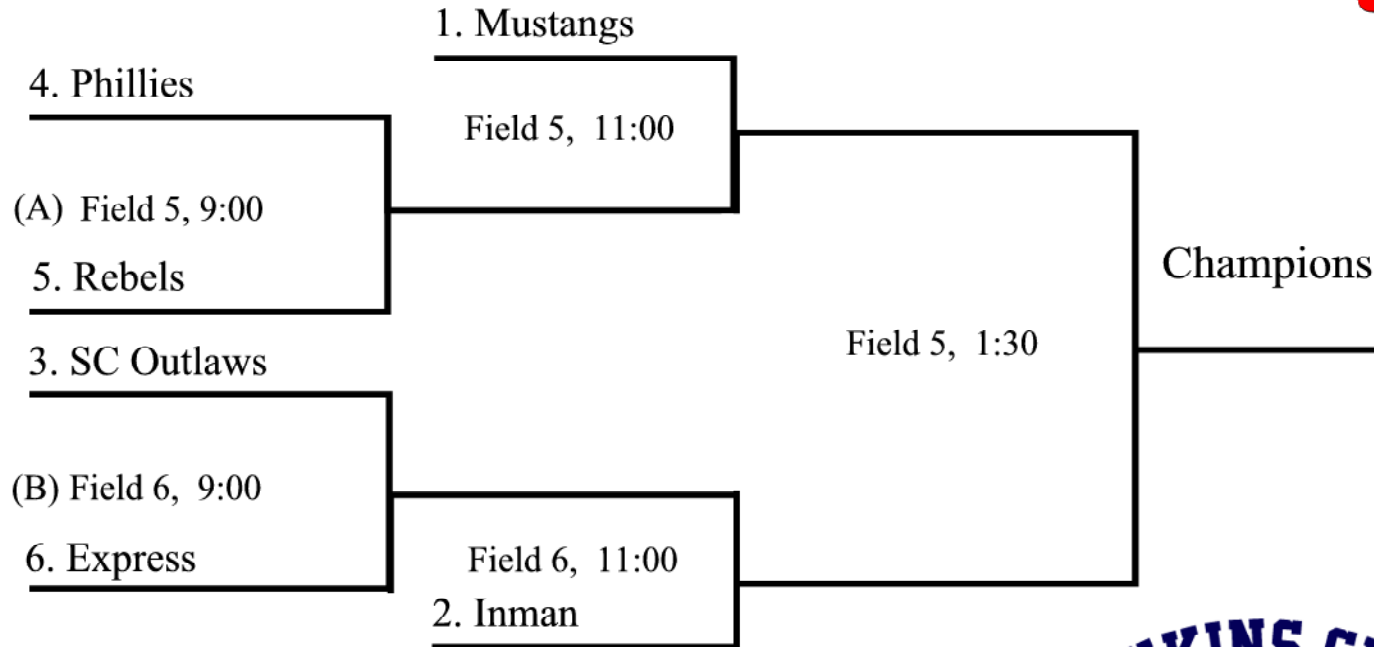 1. Mustangs
4. Phillies
Field 5, 11:00
(A) Field 5, 9:00
5. Rebels
Champions
3. SC Outlaws
Field 5, 1:30
(B) Field 6, 9:00
6. Express
Field 6, 11:00
2. Inman